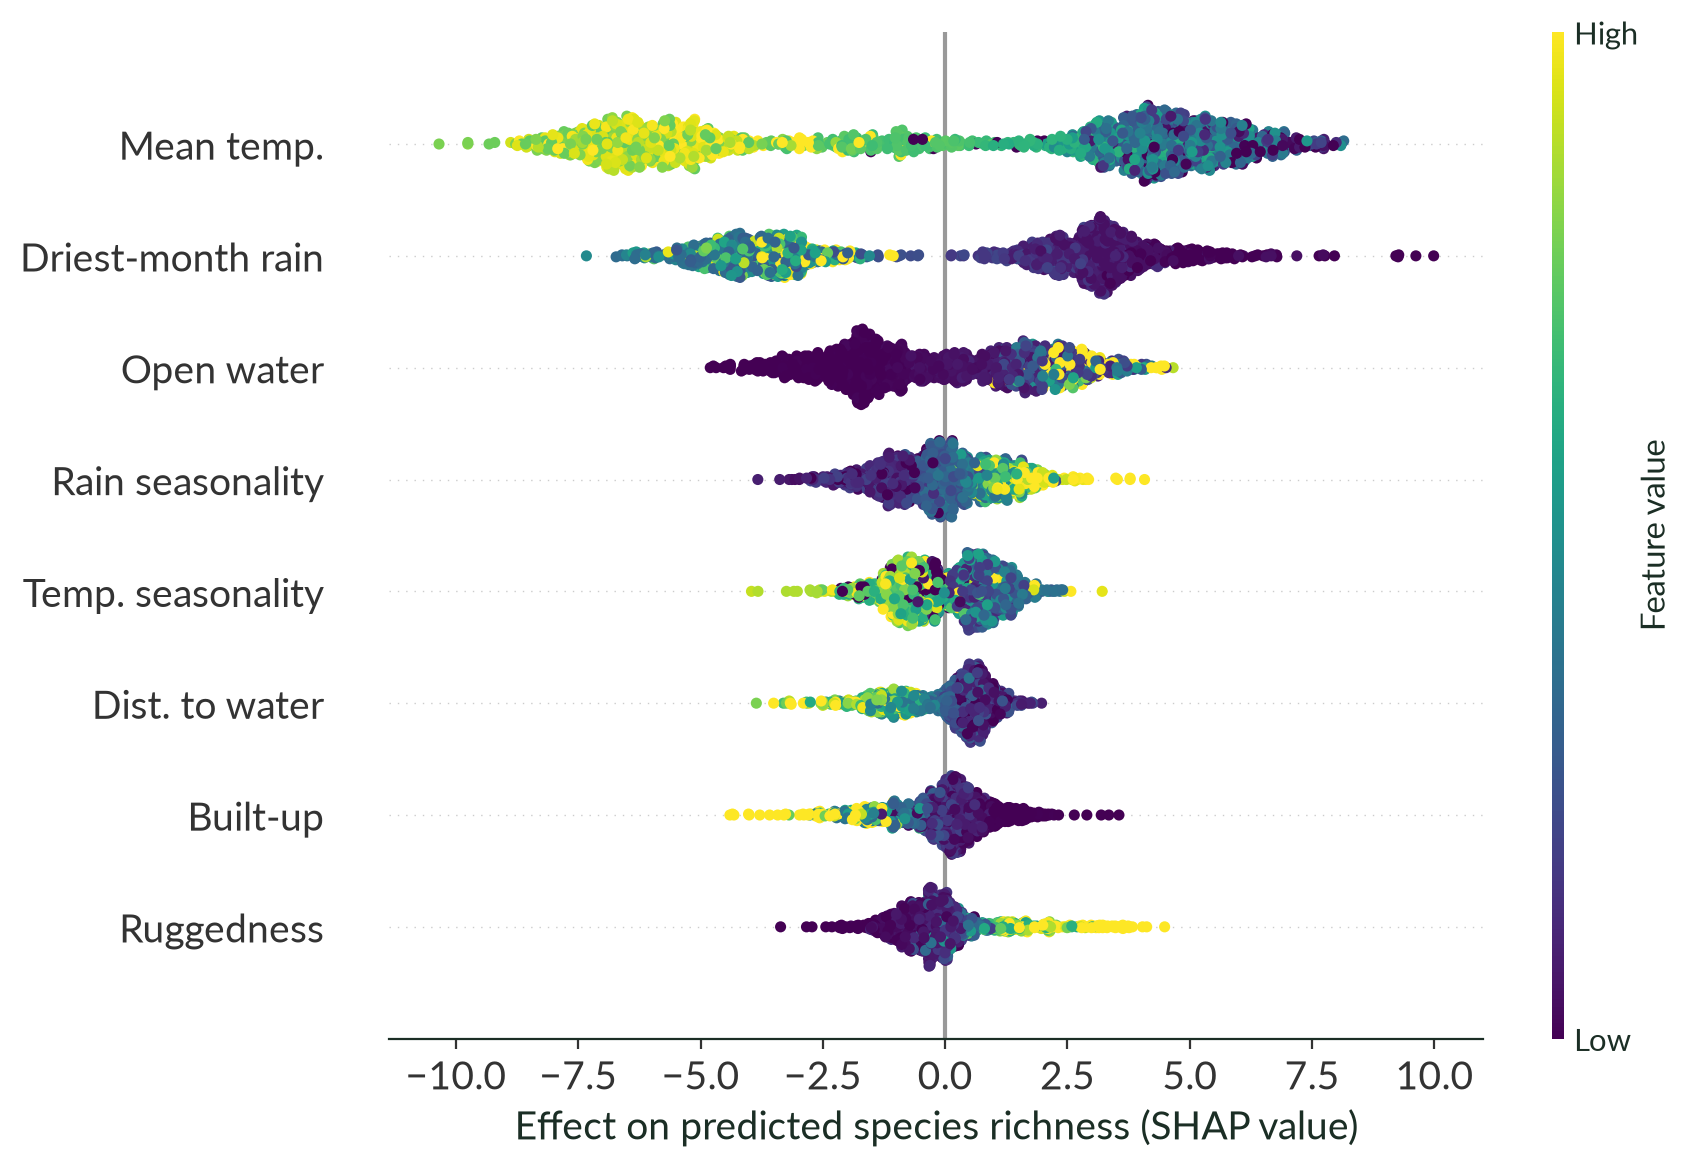 High
Mean temp.
Driest-month rain
Open water
Rain seasonality
Temp. seasonality
Dist. to water
Built-up
Ruggedness
Feature value
Low
−10.0 −7.5 −5.0 −2.5 0.0 2.5 5.0 7.5 10.0
Effect on predicted species richness (SHAP value)